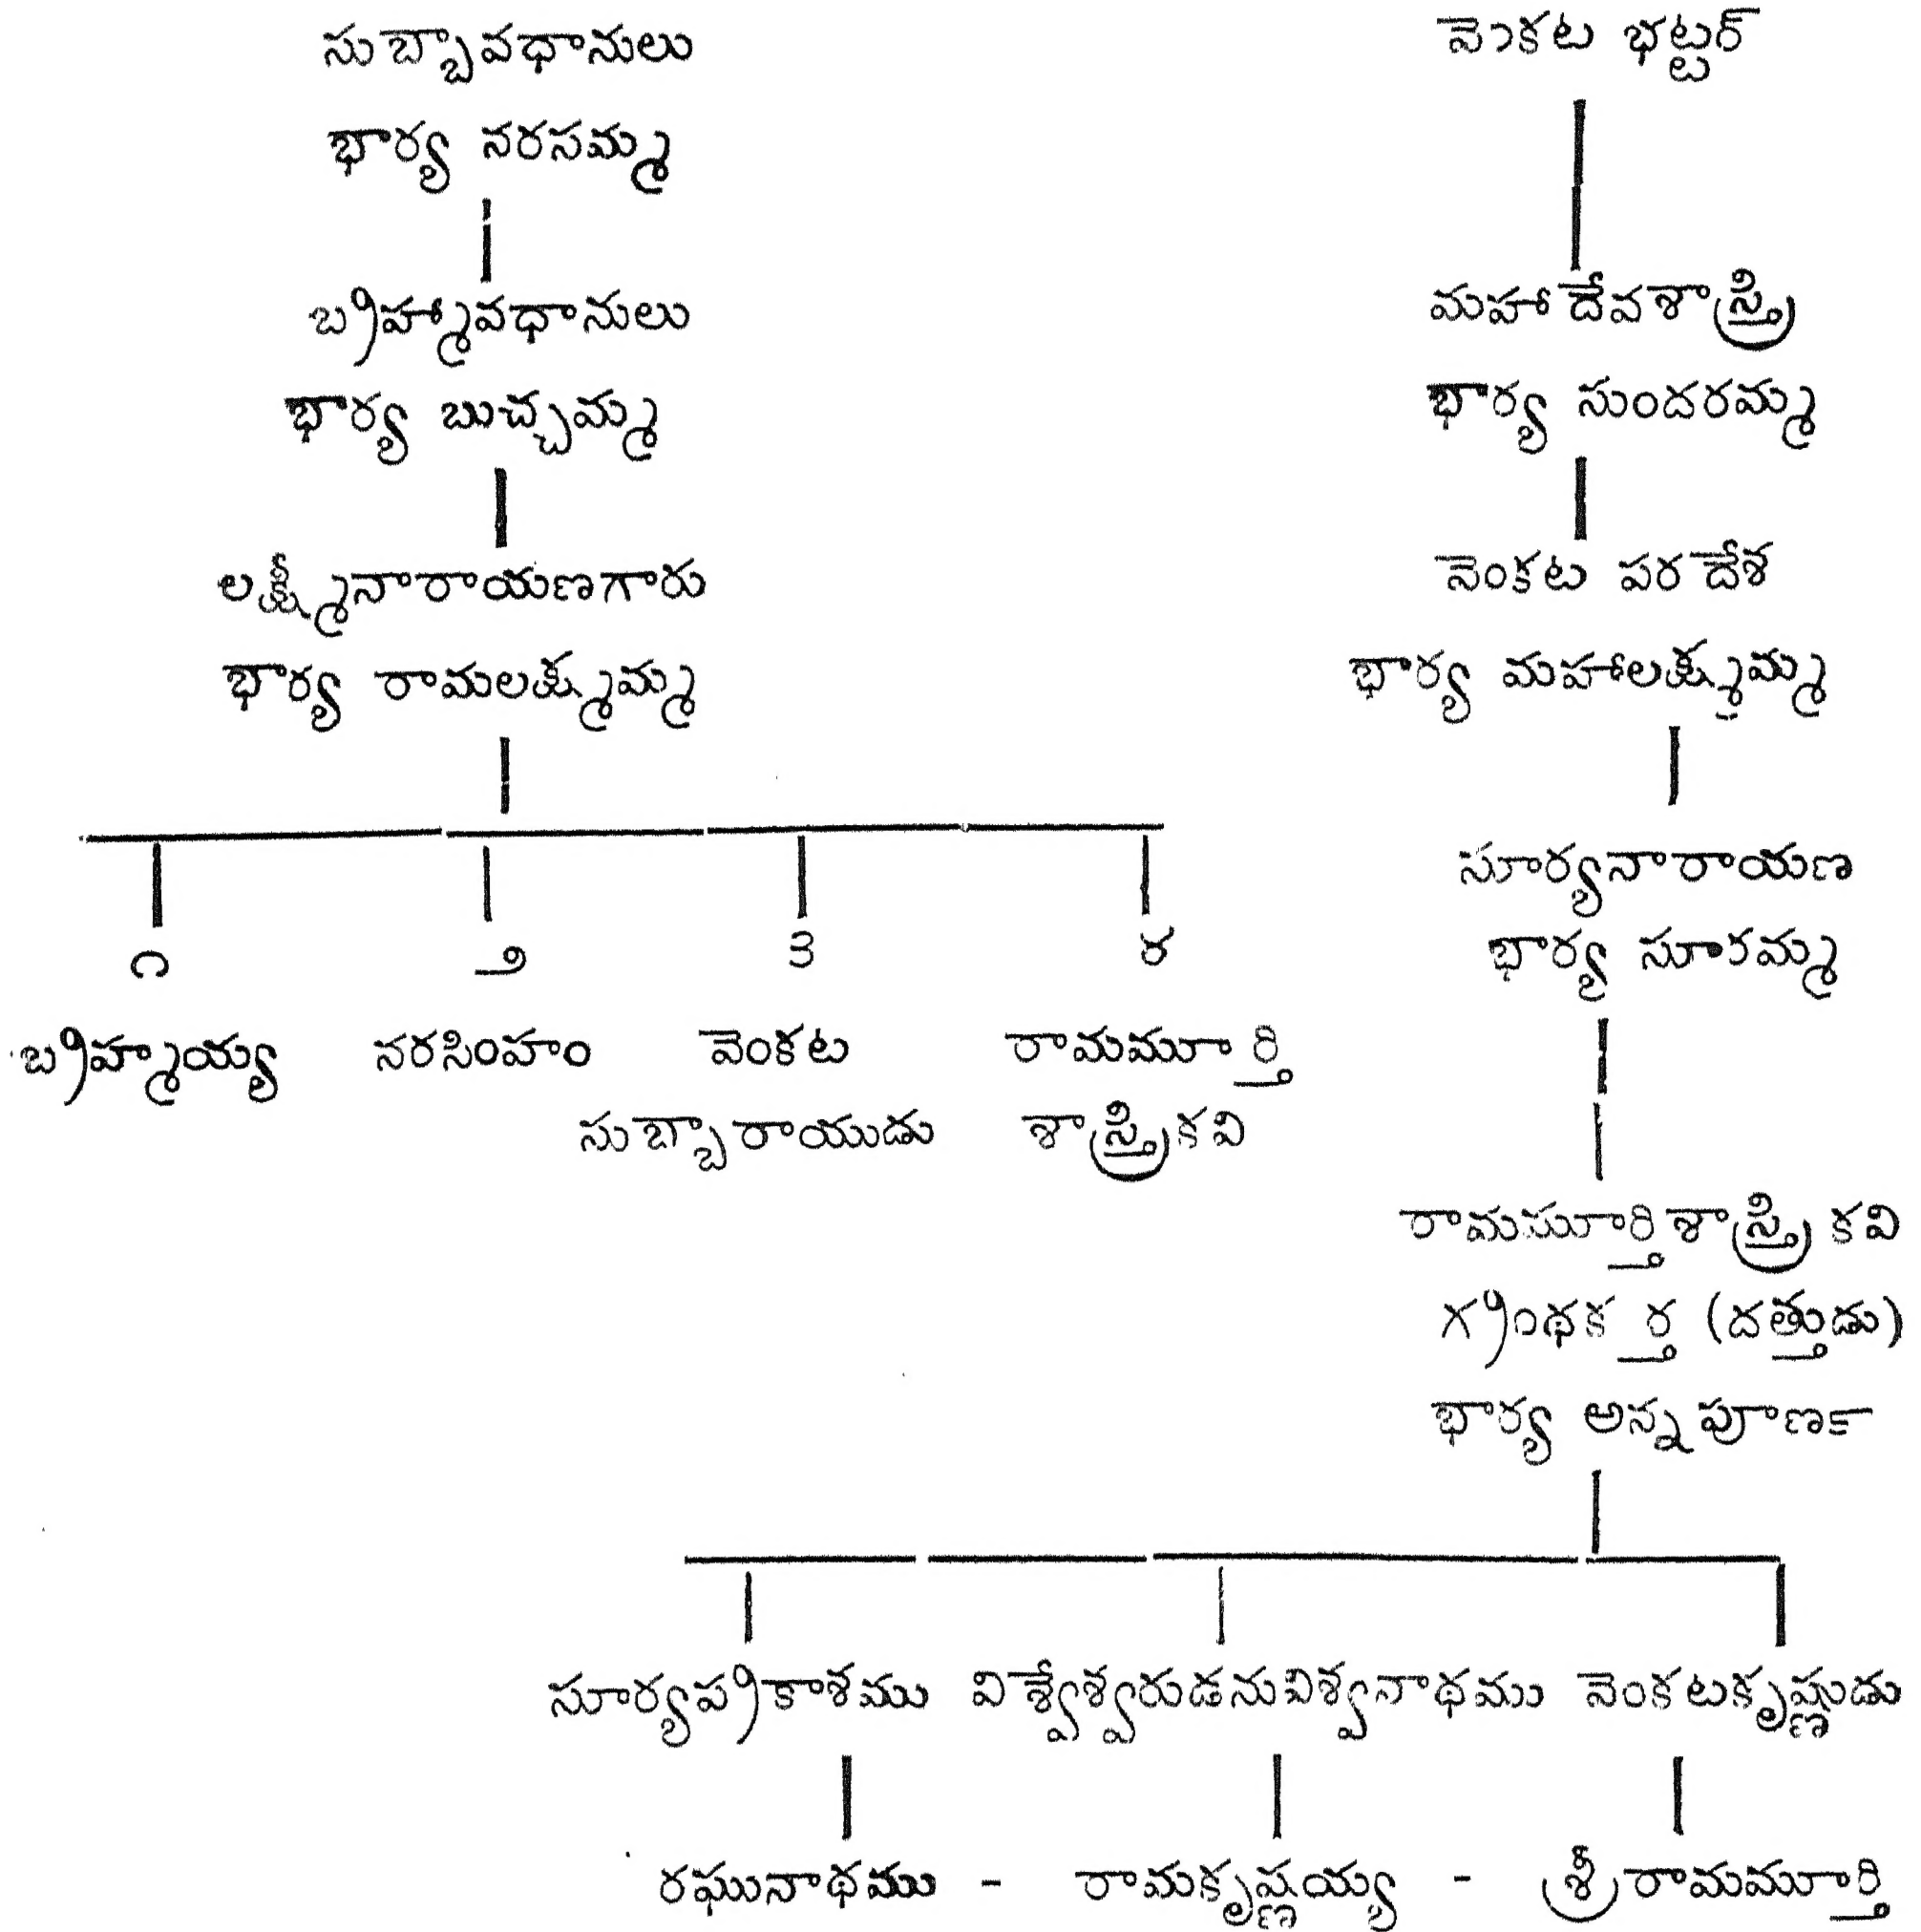 సుబ్బావధానులు
భార్య నరసమ్మ
బ్రహ్మావధానులు
భార్య బుచ్చమ్మ
లక్ష్మీనారాయణగారు
భార్య రామలక్ష్మమ్మ
౧ ౨ 3 ౪
బ్రహ్మయ్య నరసింహం వెంకట రామమూర్తి
సుబ్బారాయుడు శాస్త్రికవి
వెంకట భట్టర్
మహాదేవశాస్త్రి
భార్య సుందరమ్మ
వెంకట పరదేశ
భార్య మహాలక్ష్మమ్మ
సూర్యనారాయణ
భార్య సూరమ్మ
రామమూర్తిశాస్త్రి కవి
గ్రంథకర్త (దత్తుడు)
భార్య అన్నపూణ౯
సూర్యప్రకాశము విశ్వేశ్వరుడనువిశ్వనాథము వెంకటకృష్ణుడు
రఘునాథము - రామకృష్ణయ్య - శ్రీరామమూర్తి